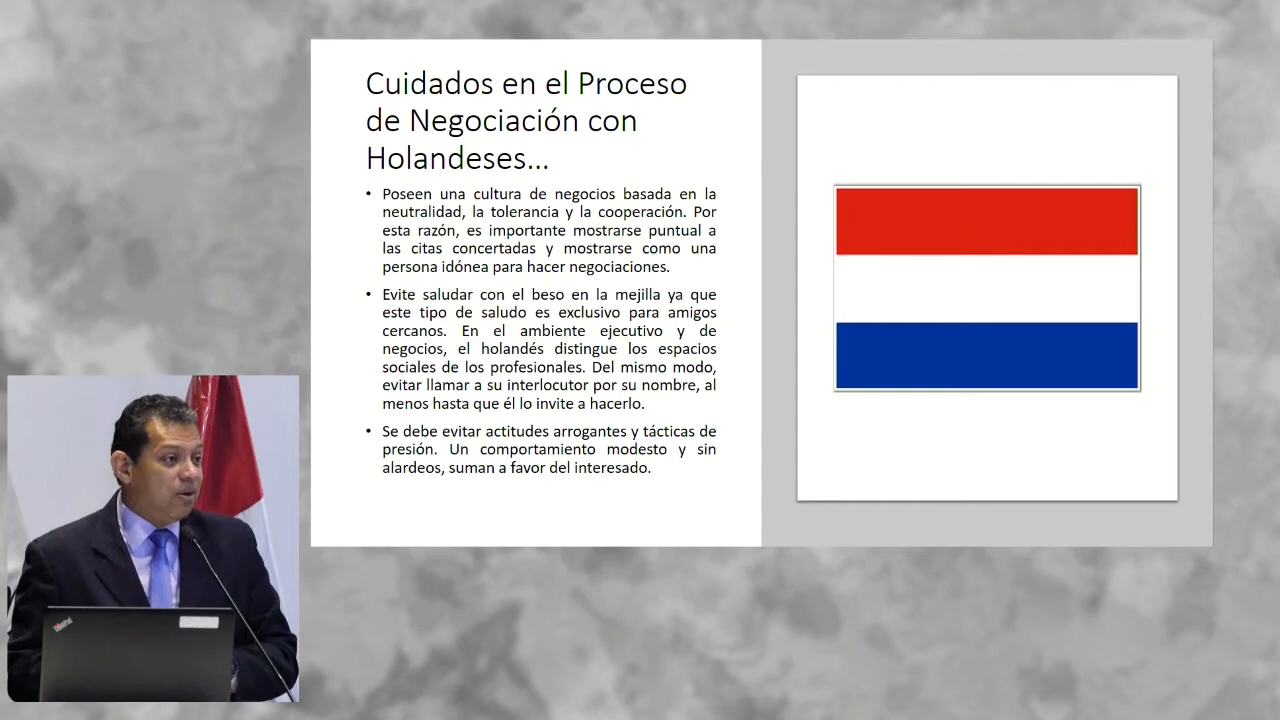 Cuidados en el Proceso
de Negociación con
Holandeses...
• Poseen una cultura de negocios basada en la
neutralidad, la tolerancia y la cooperación. Por
esta razón, es importante mostrarse puntual a
las citas concertadas y mostrarse como una
persona idónea para hacer negociaciones.
• Evite saludar con el beso en la mejilla ya que
este tipo de saludo es exclusivo para amigos
cercanos. En el ambiente ejecutivo y de
negocios, el holandés distingue los espacios
sociales de los profesionales. Del mismo modo,
evitar llamar a su interlocutor por su nombre, al
menos hasta que él lo invite a hacerlo.
• Se debe evitar actitudes arrogantes y tácticas de
presión. Un comportamiento modesto y sin
alardeos, suman a favor del interesado.